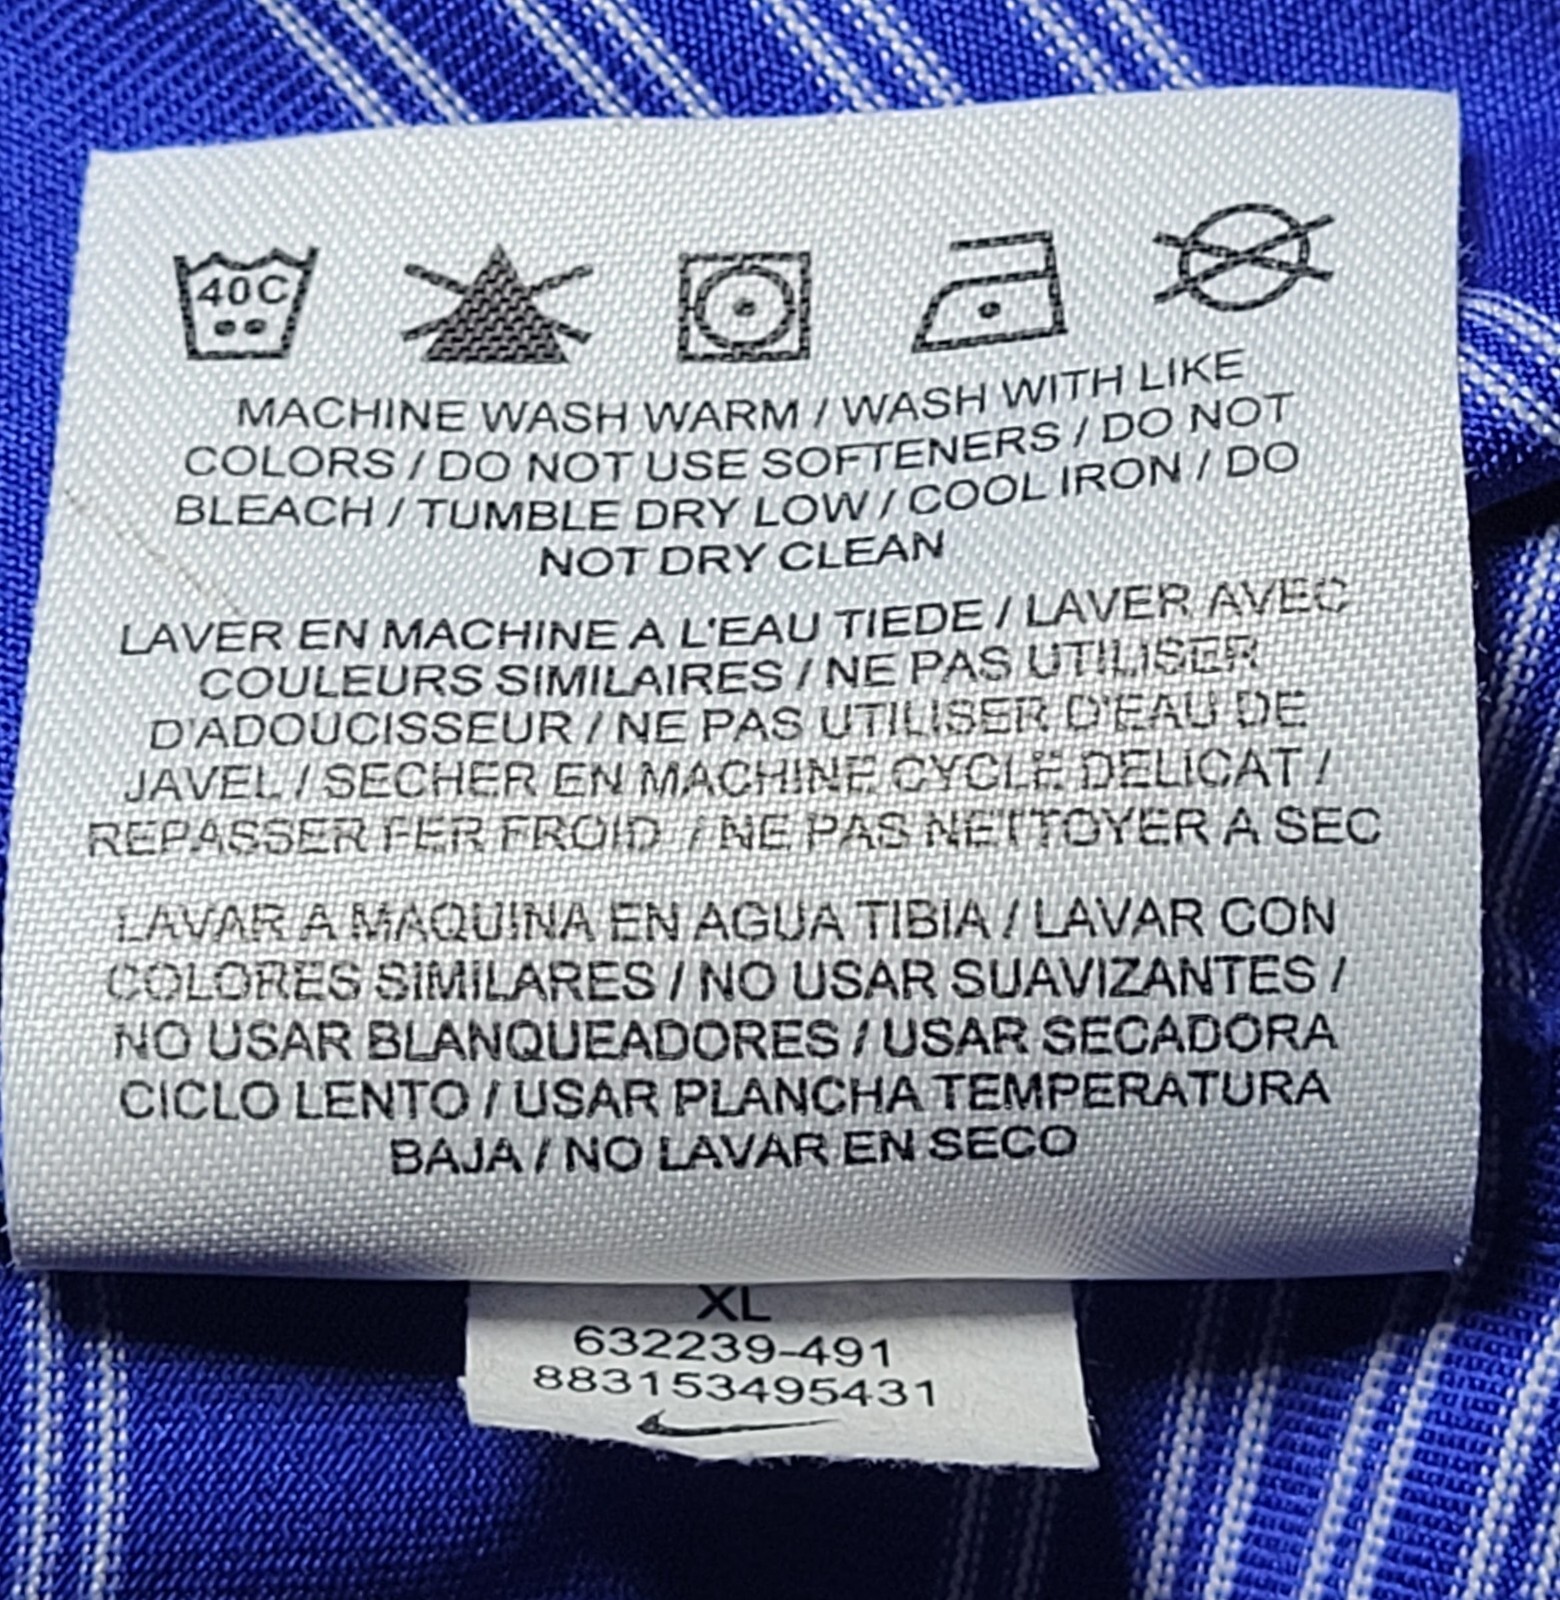 40C
MACHINE WASH WARM / WASH WITH LIKE
COLORS / DO NOT USE SOFTENERS / DO NOT
BLEACH / TUMBLE DRY LOW / COOL IRON / DO
NOT DRY CLEAN
LAVER EN MACHINE A L'EAU TIEDE / LAVER AVEC
COULEURS SIMILAIRES / NE PAS UTILISER
D'ADOUCISSEUR / NE PAS UTILISER D'EAU DE
JAVEL / SECHER EN MACHINE CYCLE DELICAT /
REPASSER FER FROID / NE PAS NETTOYER A SEC
LAVAR A MAQUINA EN AGUA TIBIA / LAVAR CON
COLORES SIMILARES / NO USAR SUAVIZANTES /
NO USAR BLANQUEADORES / USAR SECADORA
CICLO LENTO / USAR PLANCHA TEMPERATURA
BAJA / NO LAVAR EN SECO
XL
632239-491
883153495431